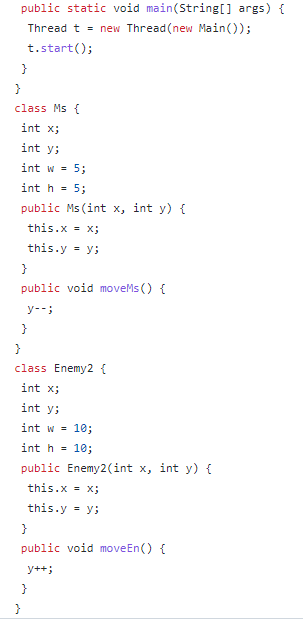 public static void main(String[] args) {
Thread t = new Thread(new Main());
t.start();
}
}
class Ms {
int x;
int y;
int w = 5;
int h = 5;
public Ms(int x, int y) {
this.x = x;
this.y = y;
}
public void moveMs() {
y--;
}
}
class Enemy2 {
int x;
int y;
int w = 10;
int h = 10;
public Enemy2(int x, int y) {
this.x = x;
this.y = y;
}
public void moveEn() {
y++;
}
}